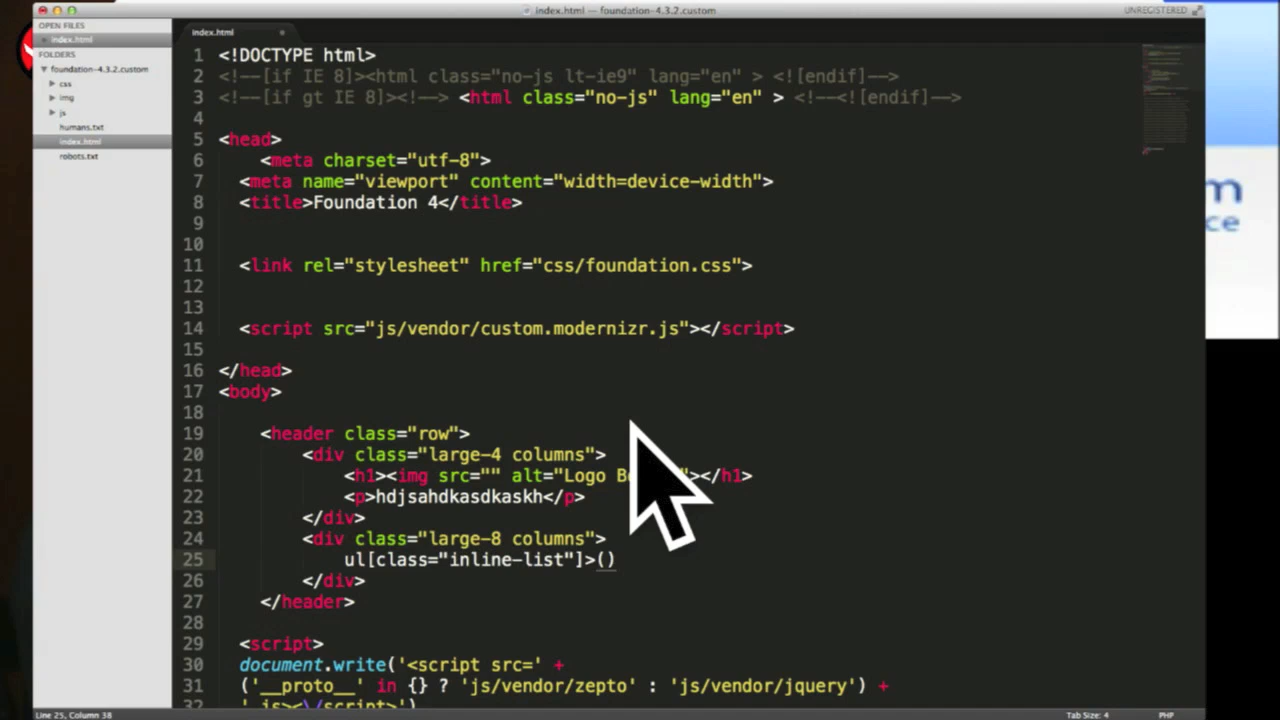 index.html — foundation-4.3.2.custom
UNREGISTERED
OPEN FILES
index.html
FOLDERS
foundation-4.3.2.custom
css
img
js
humans.txt
index.html
robots.txt
index.html
1 <!DOCTYPE html>
2 <!--[if IE 8]><html class="no-js lt-ie9" lang="en" > <![endif]-->
3 <!--[if gt IE 8]><!--> <html class="no-js" lang="en" > <!--<![endif]-->
4
5 <head>
6 <meta charset="utf-8">
7 <meta name="viewport" content="width=device-width">
8 <title>Foundation 4</title>
9
10
11 <link rel="stylesheet" href="css/foundation.css">
12
13
14 <script src="js/vendor/custom.modernizr.js"></script>
15
16 </head>
17 <body>
18
19 <header class="row">
20 <div class="large-4 columns">
21 <h1><img src="" alt="Logo "></h1>
22 <p>hdjsahdkasdkaskh</p>
23 </div>
24 <div class="large-8 columns">
25 ul[class="inline-list"]>()
26 </div>
27 </header>
28
29 <script>
30 document.write('<script src=' +
31 ('__proto__' in {} ? 'js/vendor/zepto' : 'js/vendor/jquery') +
32 '.js><\/script>')
m
ce
Line 25, Column 38
Tab Size: 4
PHP